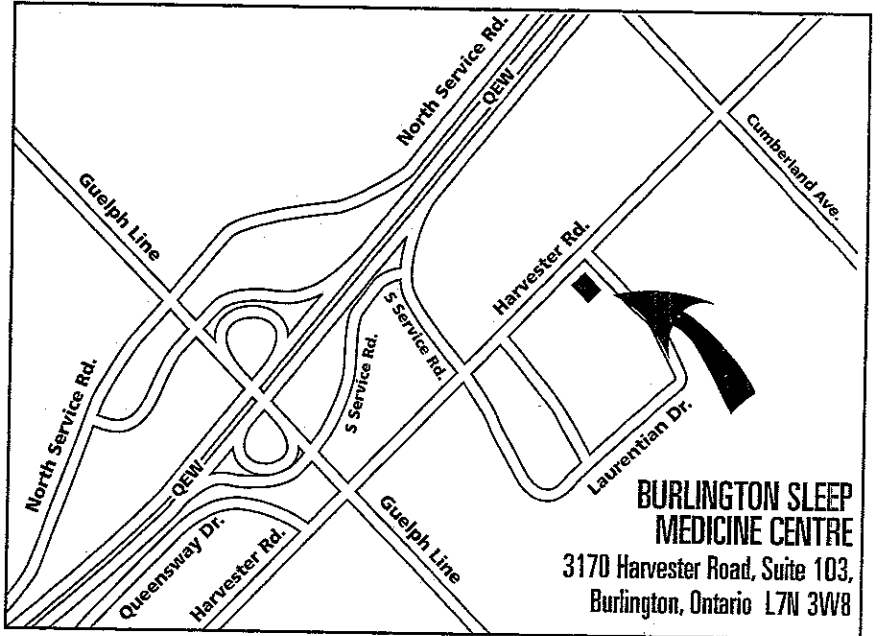 North Service Rd.
QEW
Cumberland Ave.
Guelph Line
Harvester Rd.
S Service Rd.
S Service Rd.
North Service Rd.
Laurentian Dr.
QEW
Queensway Dr.
Harvester Rd.
Guelph Line
BURLINGTON SLEEP
MEDICINE CENTRE
3170 Harvester Road, Suite 103,
Burlington, Ontario L7N 3W8